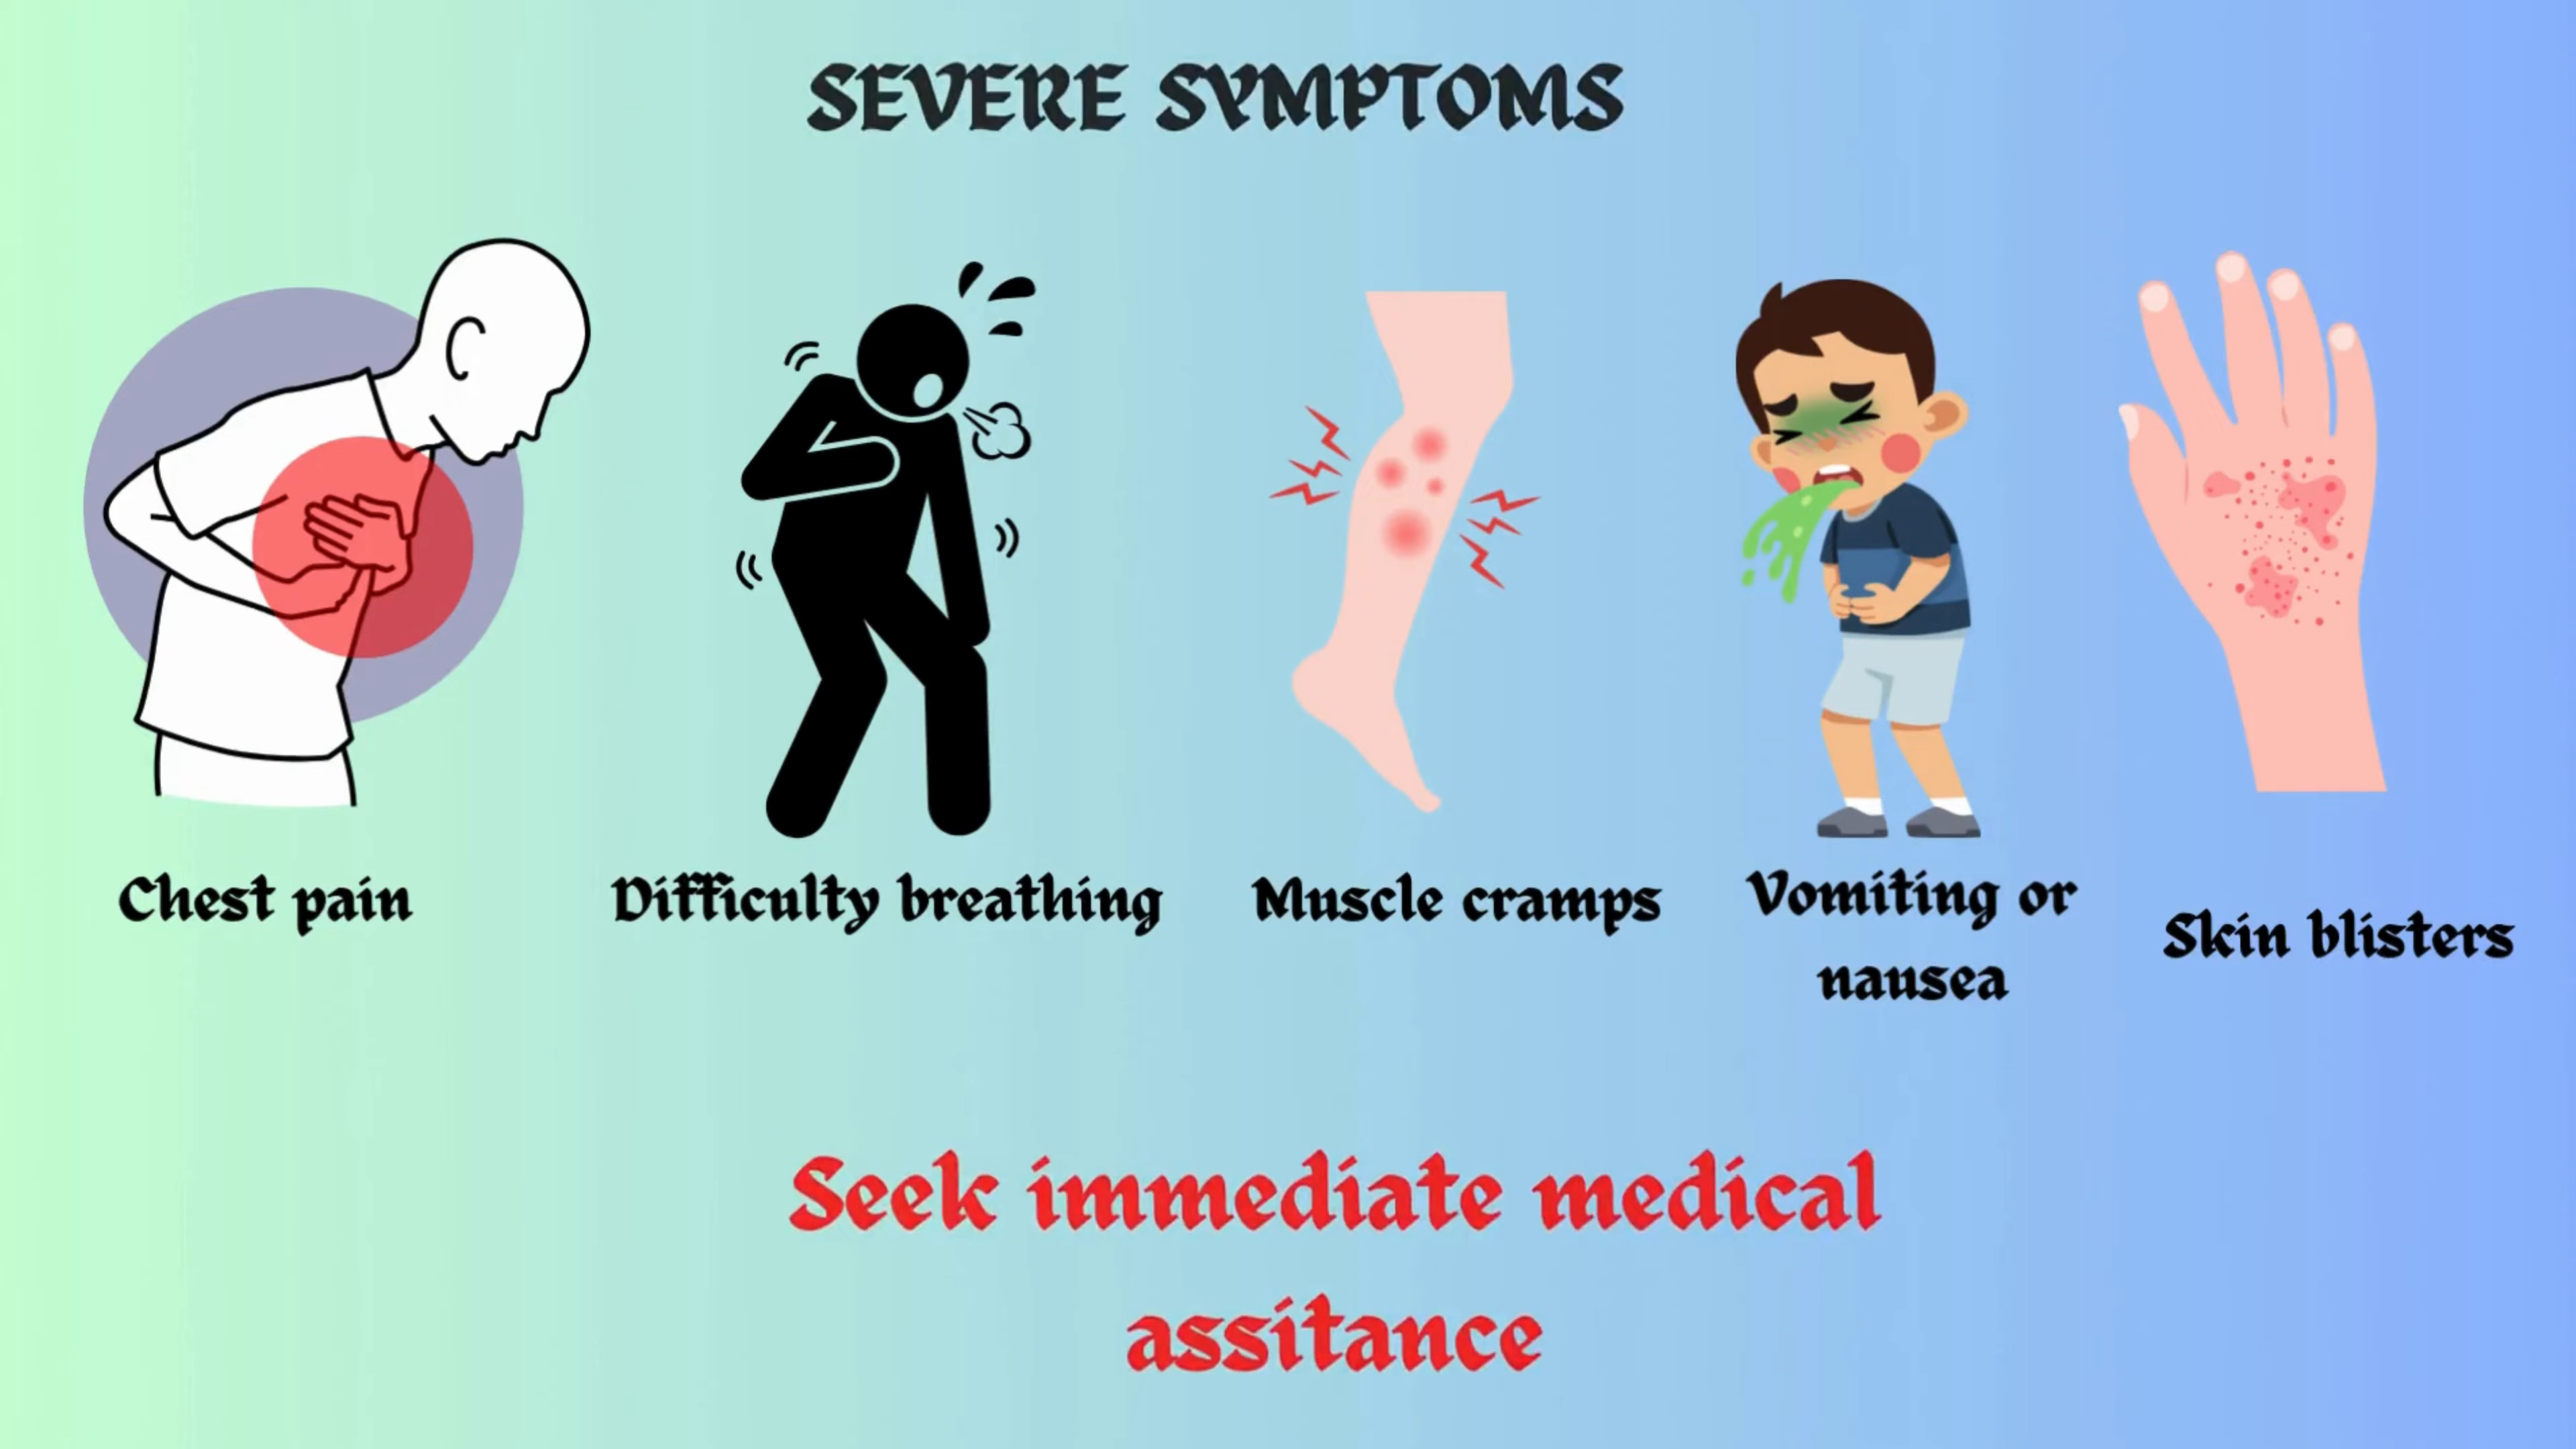 SEVERE SYMPTOMS
Chest pain
Difficulty breathing
Muscle cramps
Vomiting or
nausea
Skin blisters
Seek immediate medical
assitance